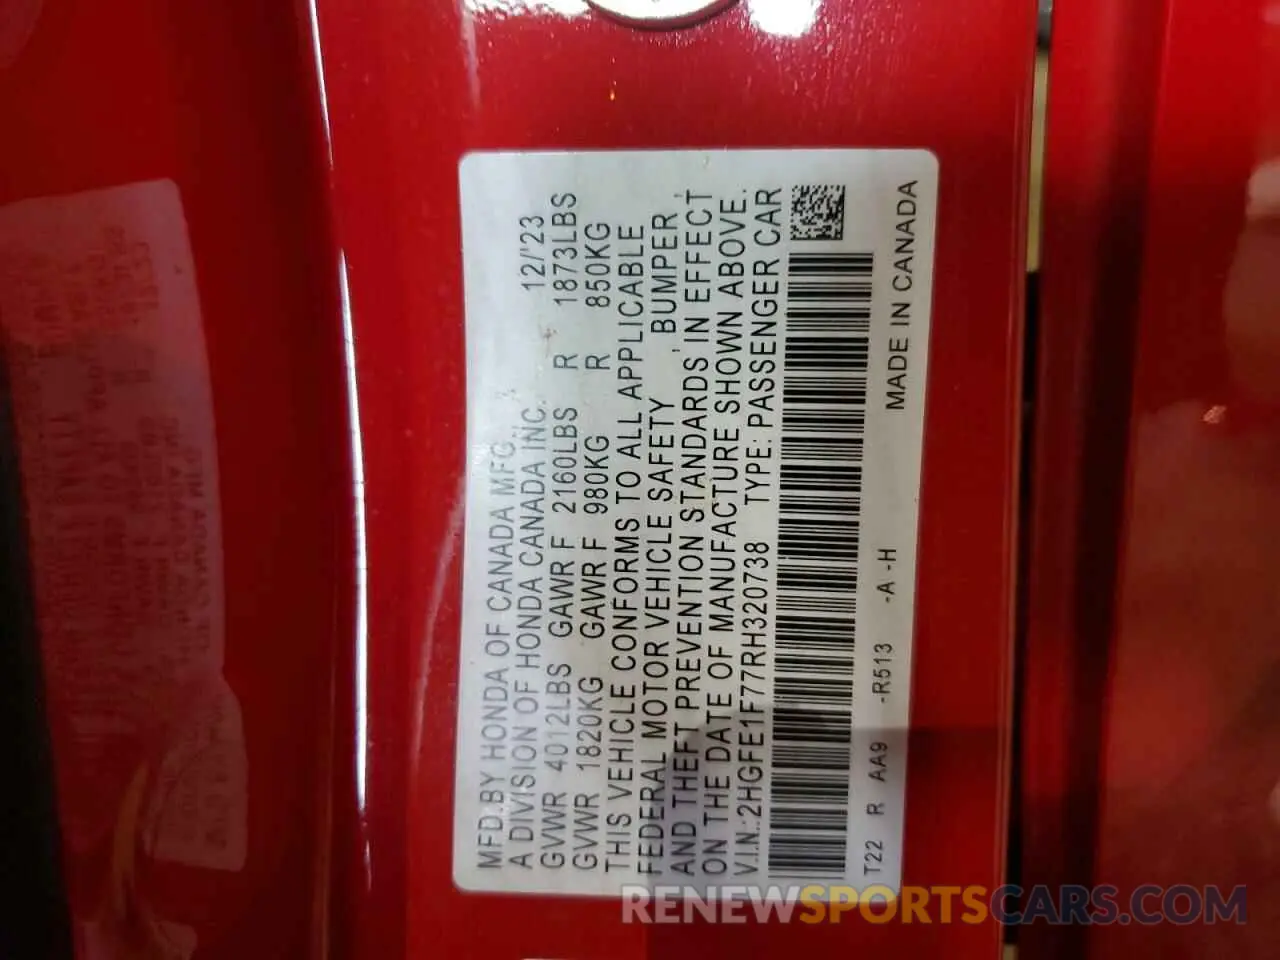 MFD.BY HONDA OF CANADA MFG.,
A DIVISION OF HONDA CANADA INC. 12/'23
GVWR 4012LBS GAWR F 2160LBS R 1873LBS
GVWR 1820KG GAWR F 980KG R 850KG
THIS VEHICLE CONFORMS TO ALL APPLICABLE
FEDERAL MOTOR VEHICLE SAFETY, BUMPER,
AND THEFT PREVENTION STANDARDS IN EFFECT
ON THE DATE OF MANUFACTURE SHOWN ABOVE.
V.I.N.:2HGFE1F77RH320738 TYPE: PASSENGER CAR
T22 R AA9 -R513 -A -H MADE IN CANADA
RENEWSPORTSCARS.COM